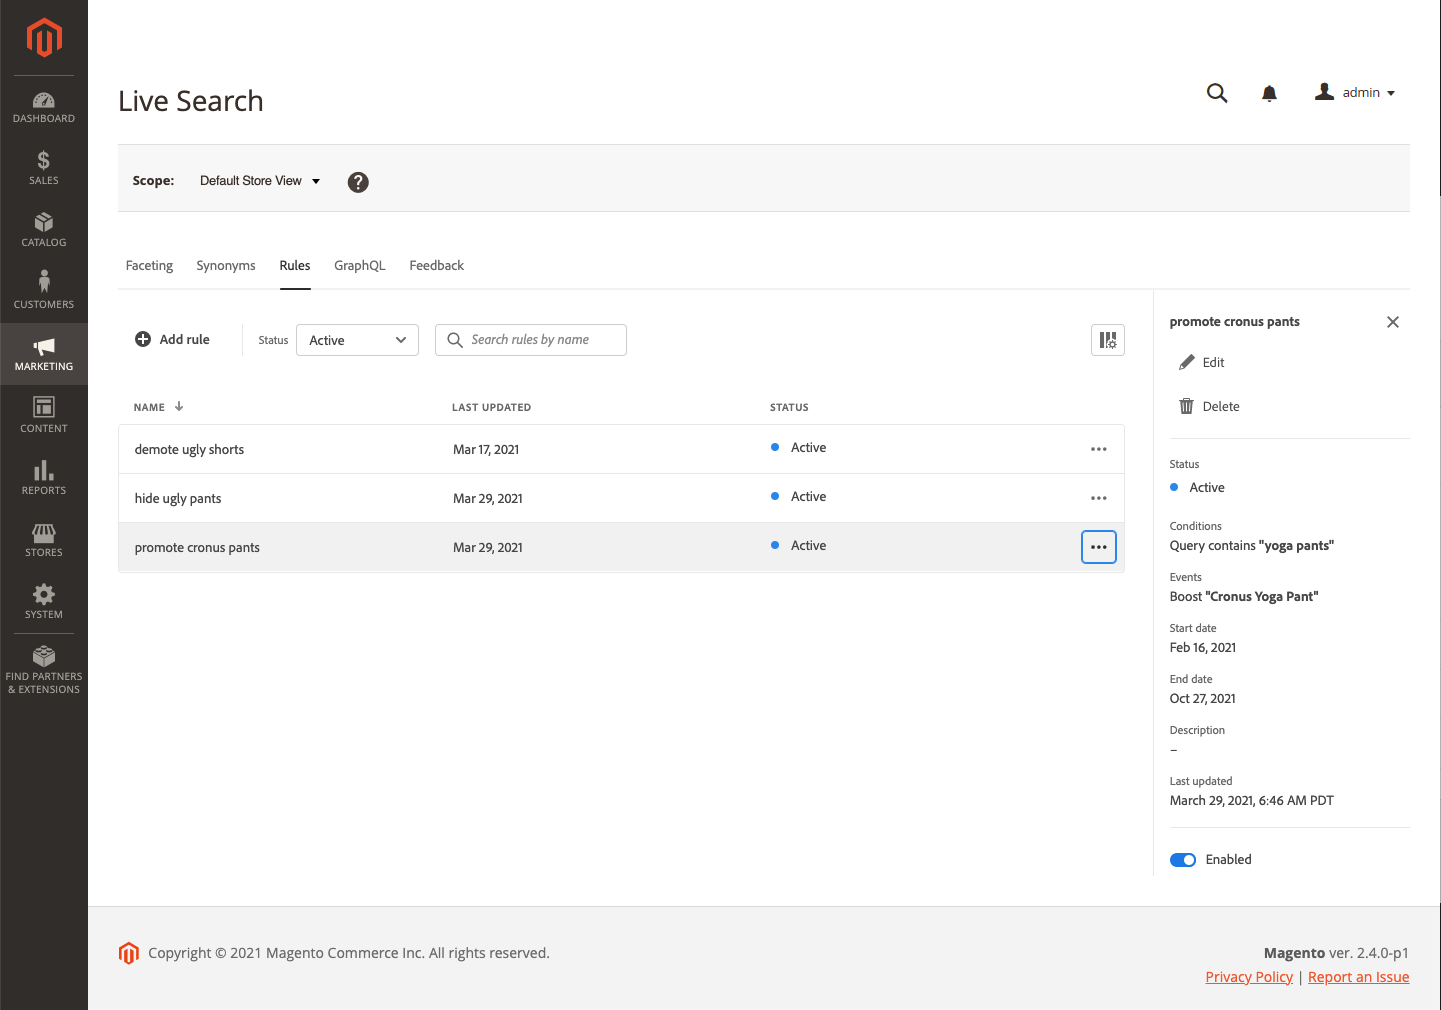 DASHBOARD
SALES
CATALOG
CUSTOMERS
MARKETING
CONTENT
REPORTS
STORES
SYSTEM
FIND PARTNERS
& EXTENSIONS
Live Search
admin
Scope: Default Store View ?
Faceting Synonyms Rules GraphQL Feedback
Add rule Status Active Search rules by name
NAME LAST UPDATED STATUS
demote ugly shorts Mar 17, 2021 Active
hide ugly pants Mar 29, 2021 Active
promote cronus pants Mar 29, 2021 Active
promote cronus pants
Edit
Delete
Status
Active
Conditions
Query contains "yoga pants"
Events
Boost "Cronus Yoga Pant"
Start date
Feb 16, 2021
End date
Oct 27, 2021
Description
–
Last updated
March 29, 2021, 6:46 AM PDT
Enabled
Copyright © 2021 Magento Commerce Inc. All rights reserved.
Magento ver. 2.4.0-p1
Privacy Policy | Report an Issue